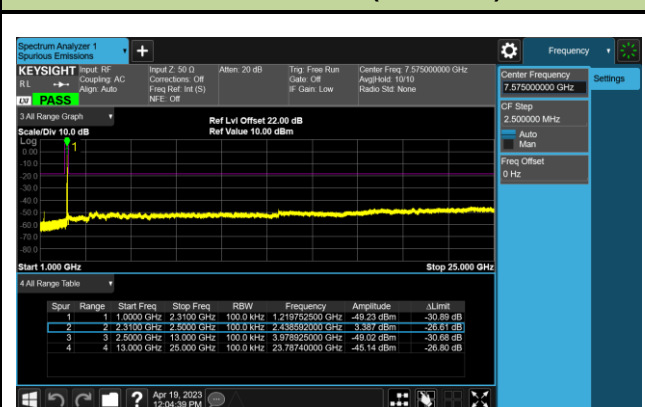 Spectrum Analyzer 1
Spurious Emissions
+
Frequency
KEYSIGHT
Input: RF
Coupling: AC
Align: Auto
Input Z: 50 Ω
Corrections: Off
Freq Ref: Int (S)
NFE: Off
Atten: 20 dB
Trig: Free Run
Gate: Off
IF Gain: Low
Center Freq: 7.575000000 GHz
Avg|Hold: 10/10
Radio Std: None
R L
LXI
PASS
Center Frequency
7.575000000 GHz
Settings
CF Step
2.500000 MHz
Auto
Man
Freq Offset
0 Hz
3 All Range Graph
Scale/Div 10.0 dB
Ref Lvl Offset 22.00 dB
Ref Value 10.00 dBm
Log
1
0.00
-10.0
-20.0
-30.0
-40.0
-50.0
-60.0
-70.0
-80.0
Start 1.000 GHz
Stop 25.000 GHz
4 All Range Table
Spur Range Start Freq Stop Freq RBW Frequency Amplitude ΔLimit
1 1 1.0000 GHz 2.3100 GHz 100.0 kHz 1.219752500 GHz -49.23 dBm -30.89 dB
2 2 2.3100 GHz 2.5000 GHz 100.0 kHz 2.438592000 GHz 3.387 dBm -26.61 dB
3 3 2.5000 GHz 13.000 GHz 100.0 kHz 3.978925000 GHz -49.02 dBm -30.68 dB
4 4 13.000 GHz 25.000 GHz 100.0 kHz 23.78740000 GHz -45.14 dBm -26.80 dB
?
Apr 19, 2023
12:04:39 PM